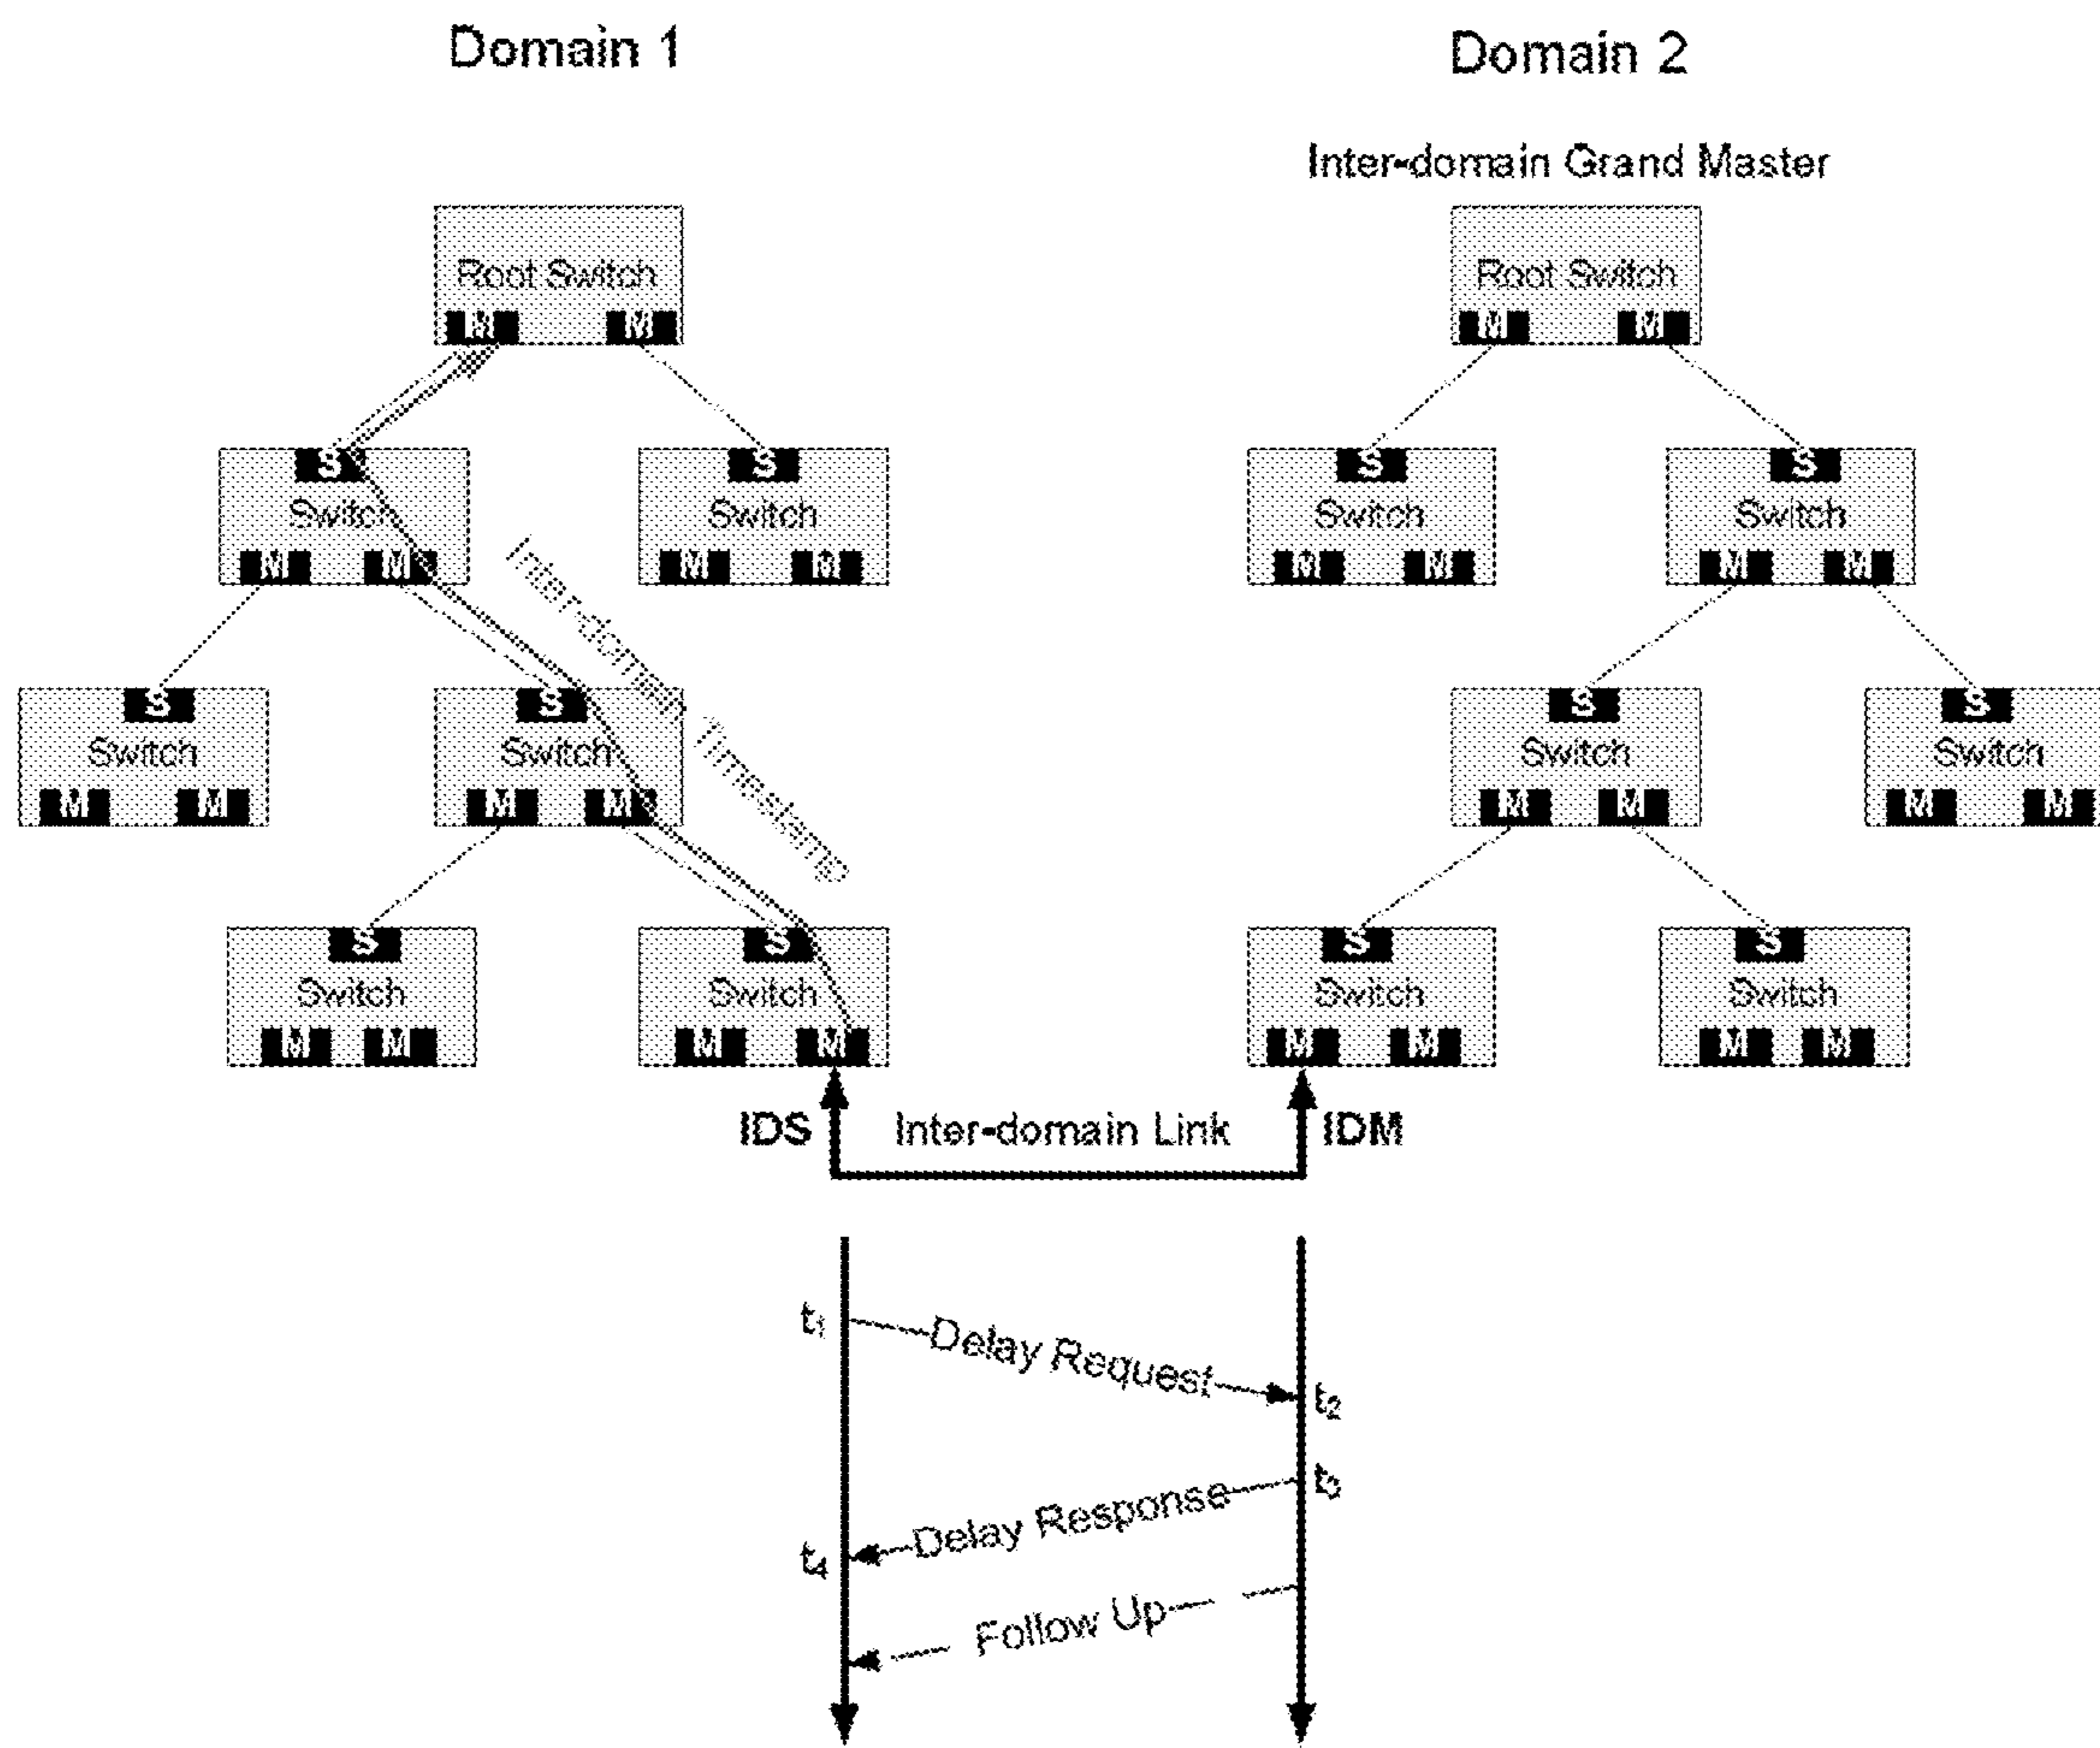 Domain 1
Domain 2
Inter-domain Grand Master
Root Switch
M M
Root Switch
M M
S
Switch
M M
S
Switch
M M
S
Switch
M M
S
Switch
M M
Inter-domain Timestamp
S
Switch
M M
S
Switch
M M
S
Switch
M M
S
Switch
M M
S
Switch
M M
S
Switch
M M
S
Switch
M M
S
Switch
M M
IDS
Inter-domain Link
IDM
t1
Delay Request
t2
t3
Delay Response
t4
Follow Up